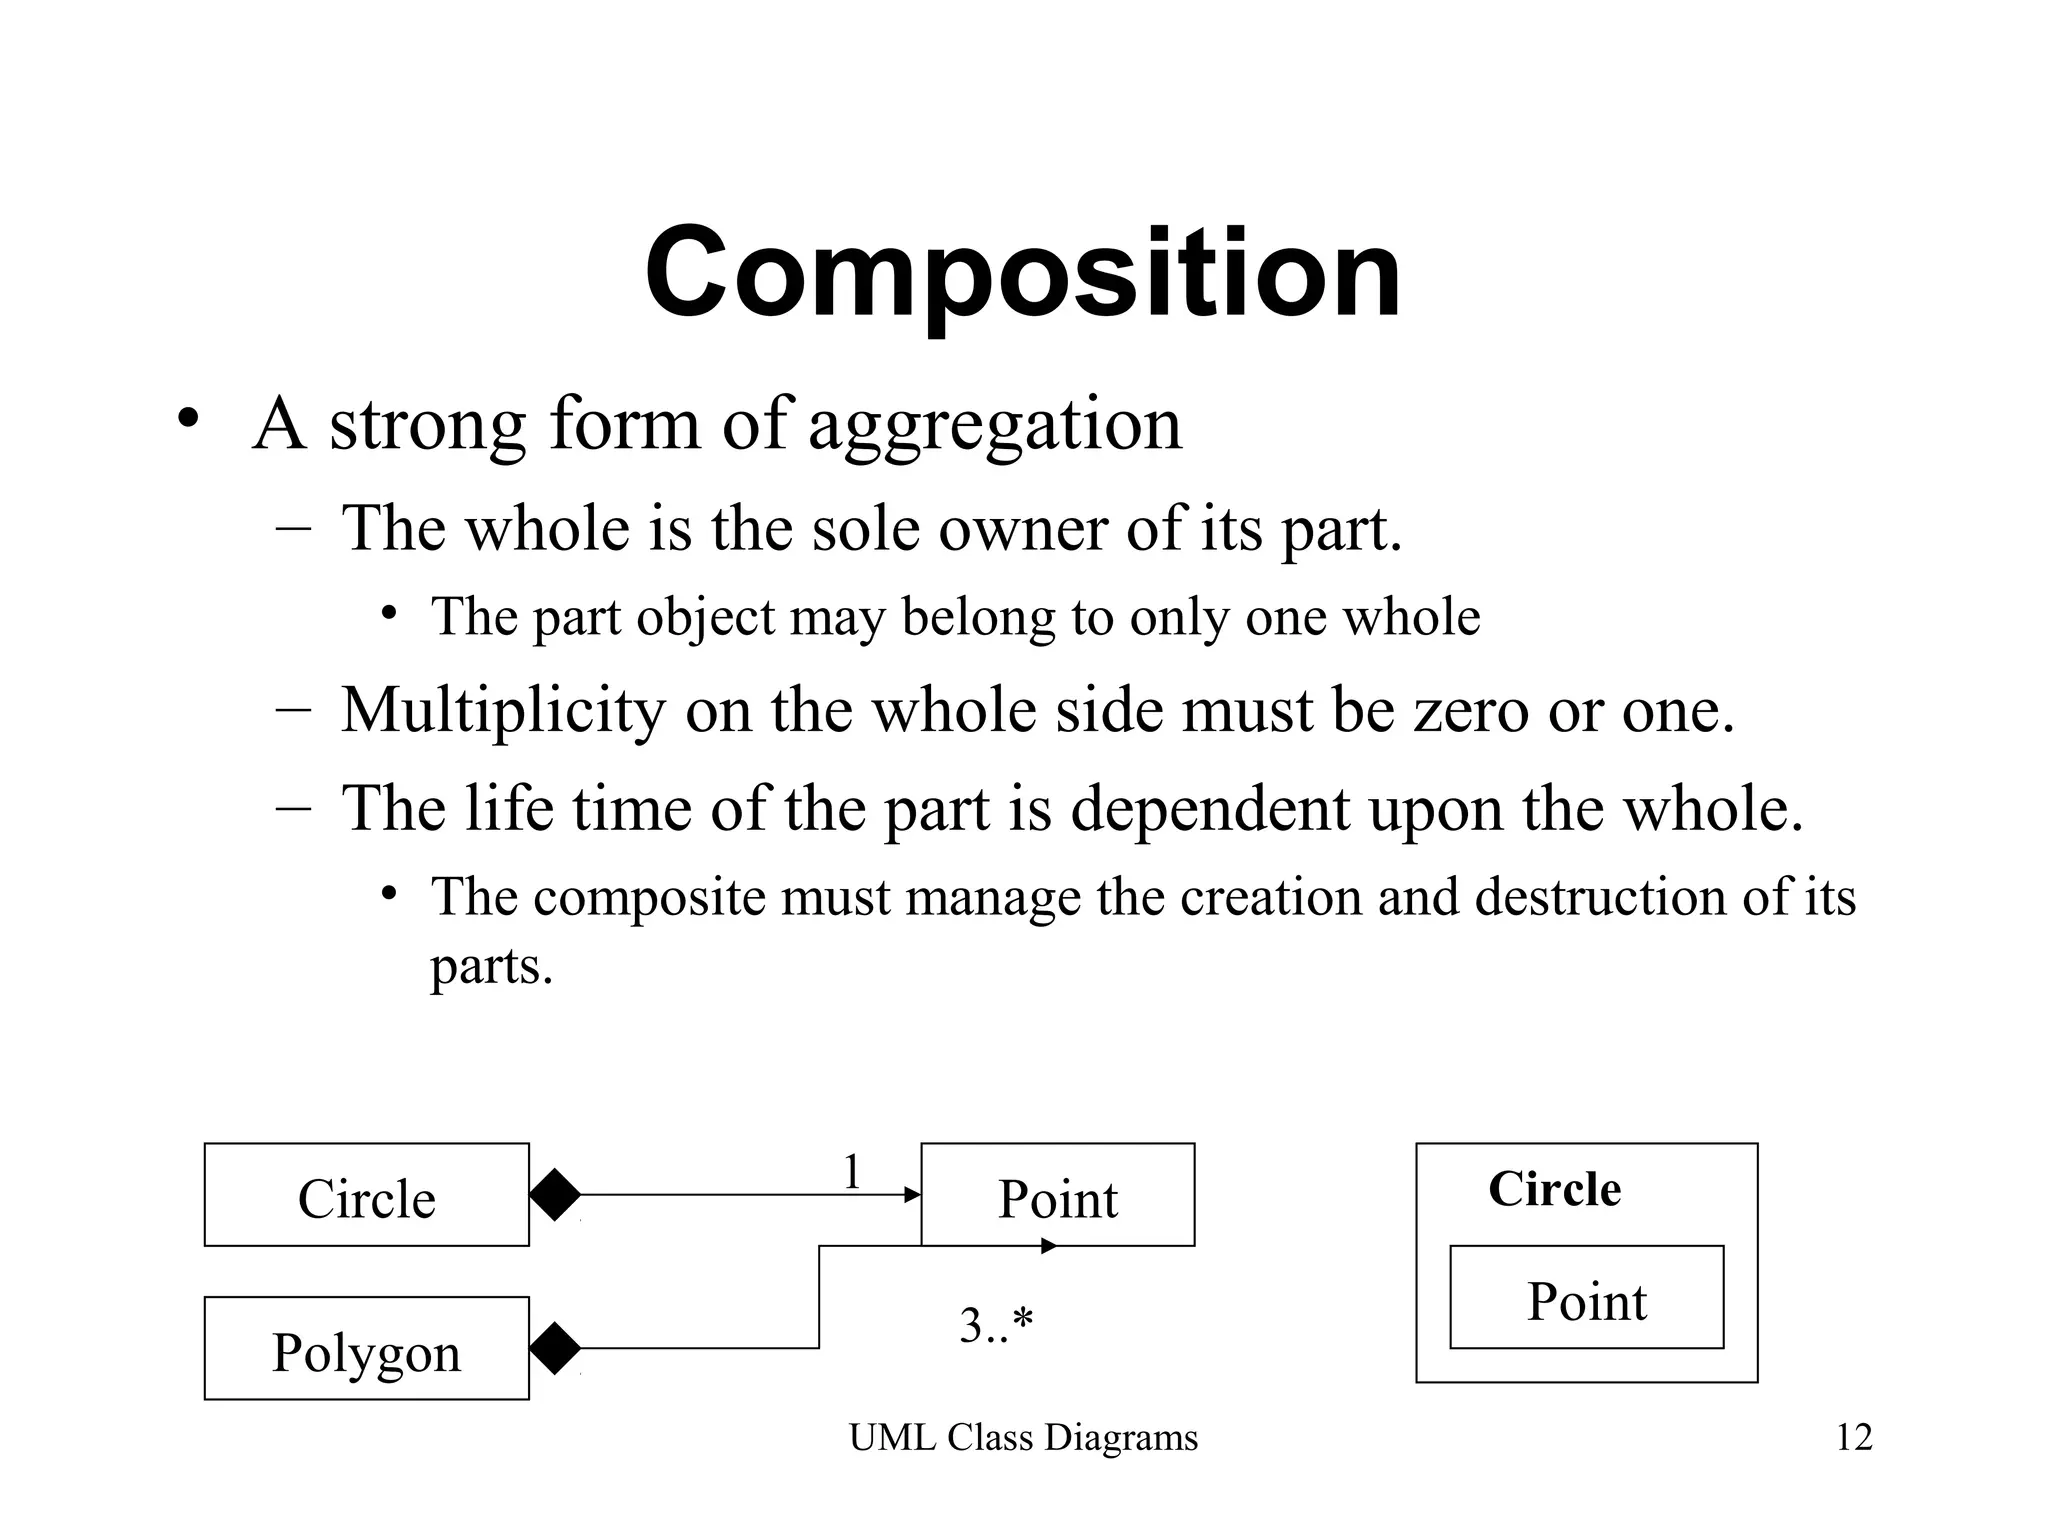 Composition
• A strong form of aggregation
– The whole is the sole owner of its part.
• The part object may belong to only one whole
– Multiplicity on the whole side must be zero or one.
– The life time of the part is dependent upon the whole.
• The composite must manage the creation and destruction of its
parts.
Circle
1
Point
Circle
Point
Polygon
3..*
UML Class Diagrams
12